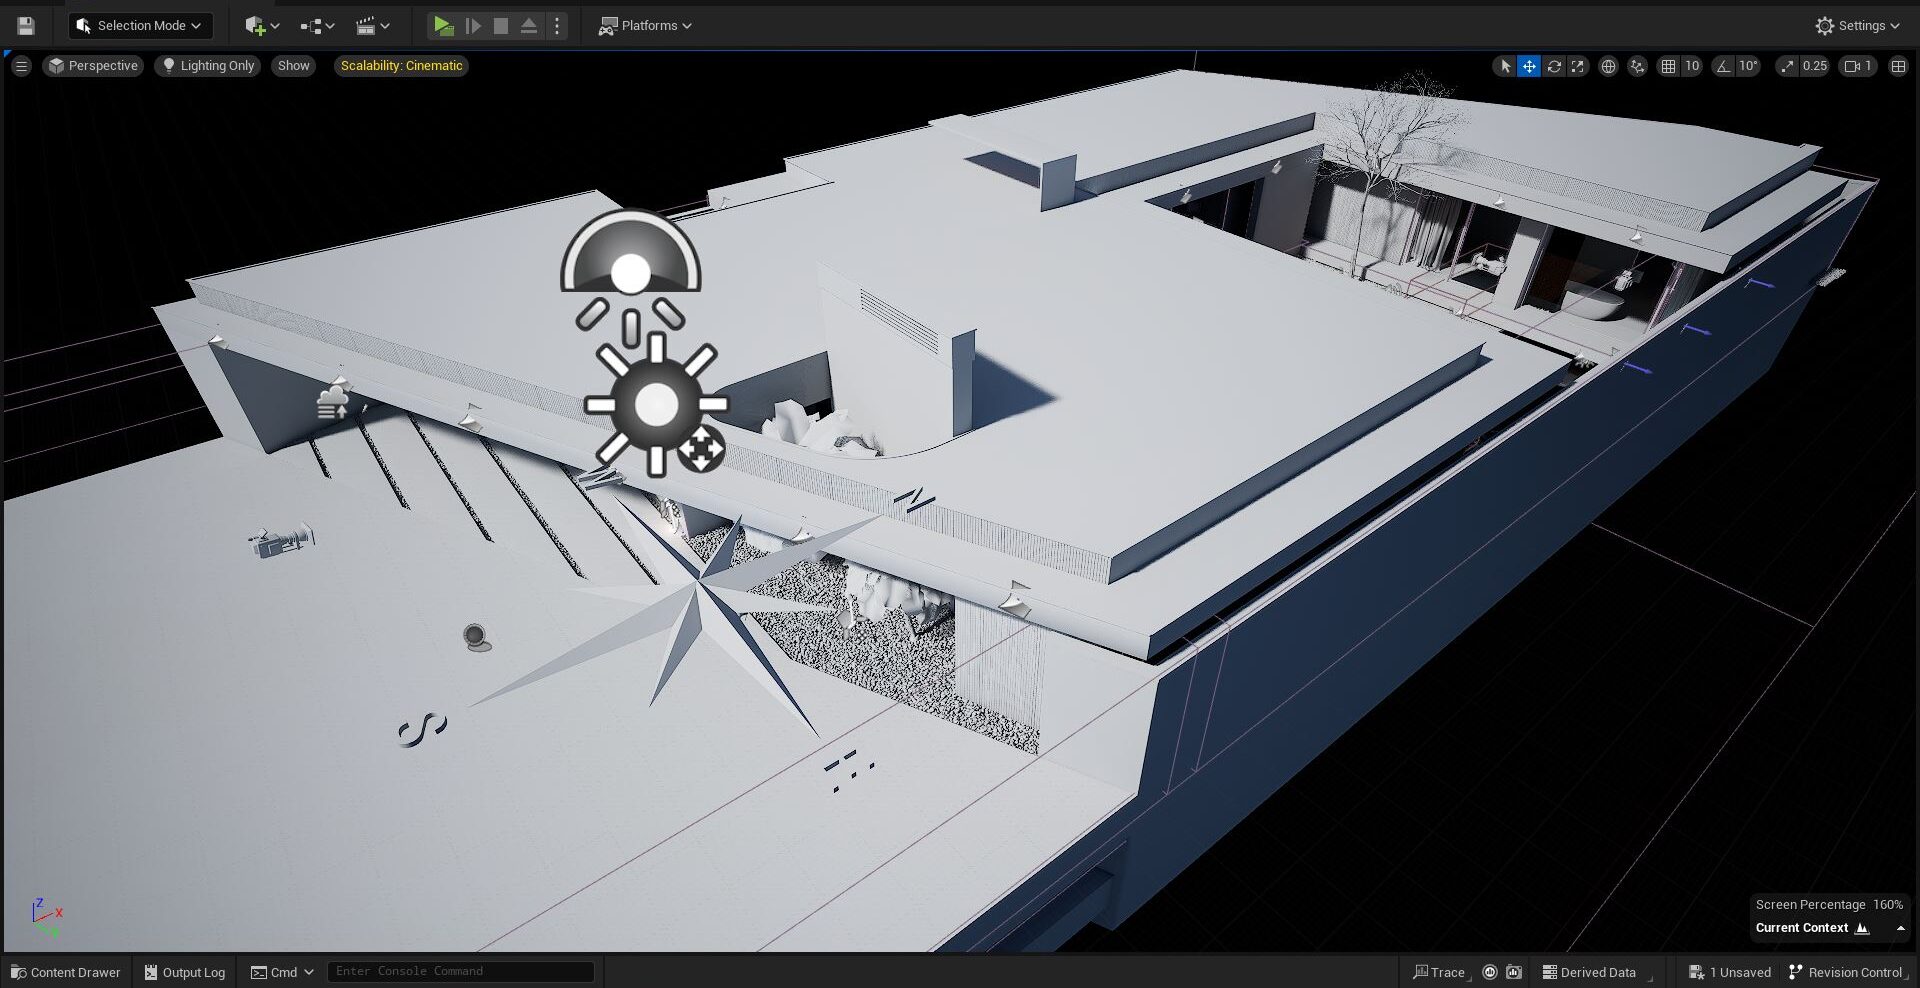 Selection Mode
Platforms
Settings
Perspective
Lighting Only
Show
Scalability: Cinematic
10
10°
0.25
1
N
S
Z
X
Screen Percentage 160%
Current Context
Content Drawer
Output Log
Cmd
Enter Console Command
Trace
Derived Data
1 Unsaved
Revision Control